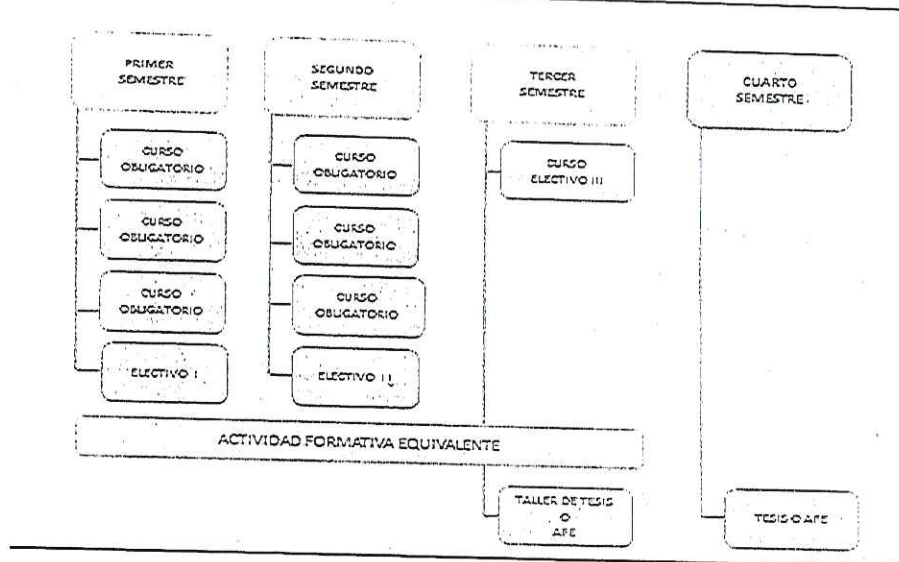 PRIMER
SEMESTRE
CURSO
OBLIGATORIO
CURSO
OBLIGATORIO
CURSO
OBLIGATORIO
ELECTIVO I
SEGUNDO
SEMESTRE
CURSO
OBLIGATORIO
CURSO
OBLIGATORIO
CURSO
OBLIGATORIO
ELECTIVO II
TERCER
SEMESTRE
CURSO
ELECTIVO III
ACTIVIDAD FORMATIVA EQUIVALENTE
TALLER DE TESIS
O
AFE
CUARTO
SEMESTRE
TESIS O AFE